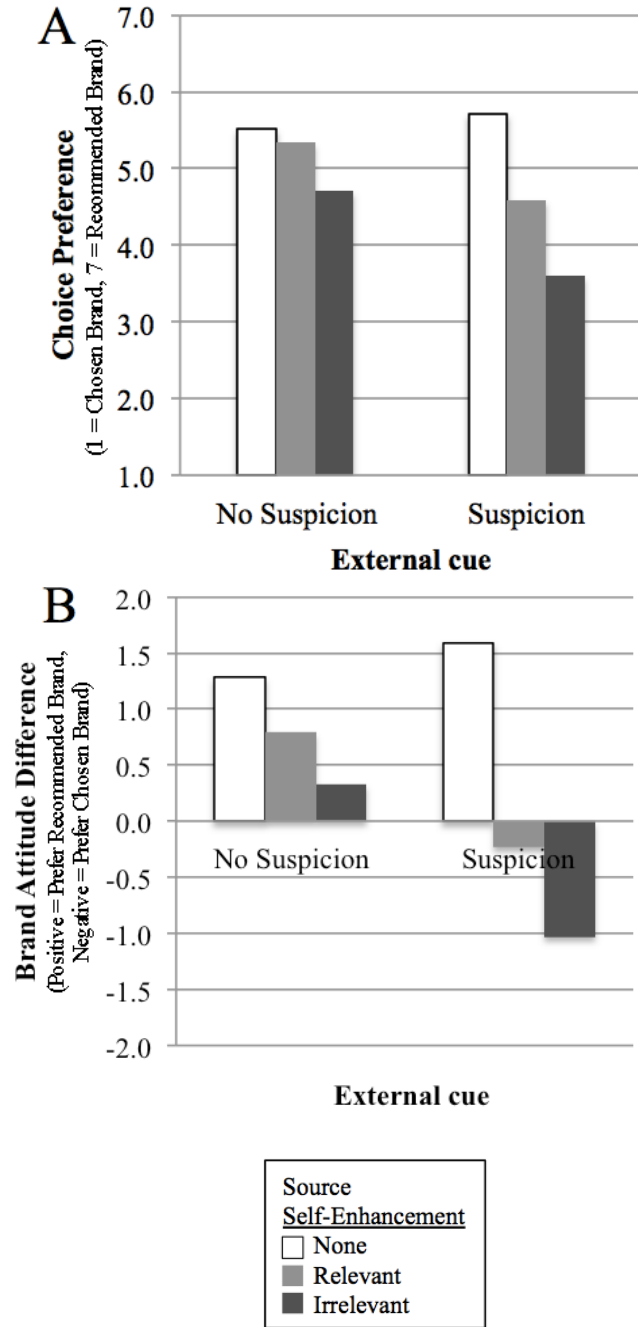 A
Choice Preference
(1 = Chosen Brand, 7 = Recommended Brand)
7.0
6.0
5.0
4.0
3.0
2.0
1.0
No Suspicion Suspicion
External cue
B
Brand Attitude Difference
(Positive = Prefer Recommended Brand,
Negative = Prefer Chosen Brand)
2.0
1.5
1.0
0.5
0.0
-0.5
-1.0
-1.5
-2.0
No Suspicion Suspicion
External cue
Source
Self-Enhancement
None
Relevant
Irrelevant